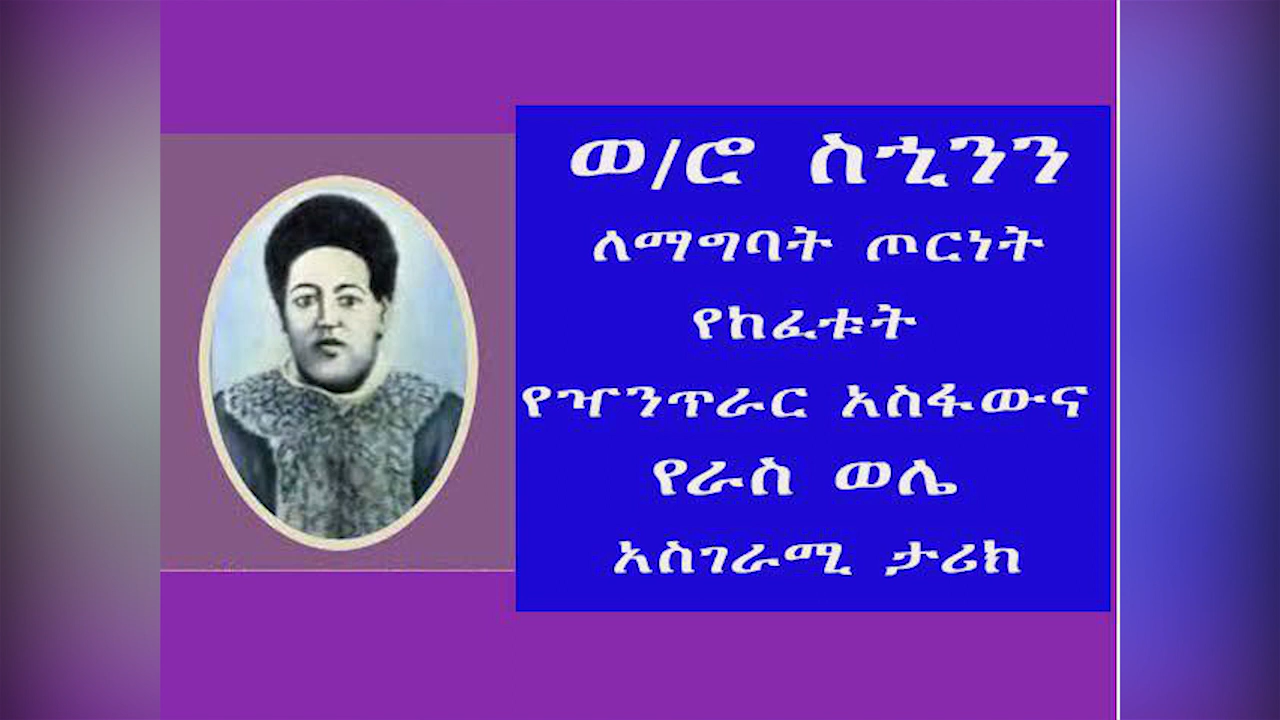 ወ/ሮ ስኂንን
ለማግባት ጦርነት
የከፈቱት
የዣንጥራር አስፋውና
የራስ ወሌ
አስገራሚ ታሪክ